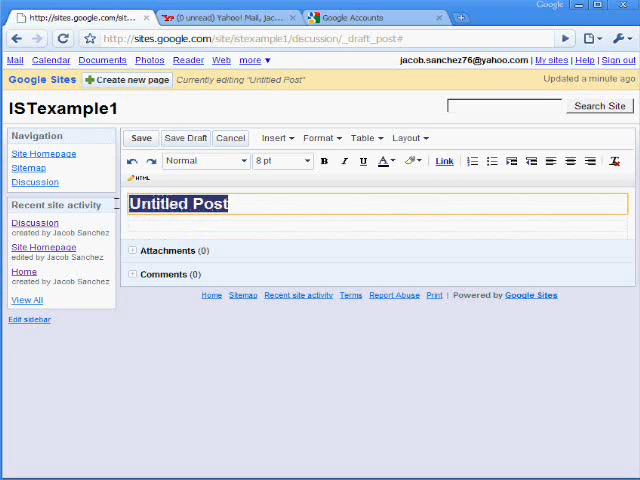 Google
http://sites.google.com/sit... (0 unread) Yahoo! Mail, Jac... Google Accounts
http://sites.google.com/site/istexample1/discussion/_draft_post#
Mail Calendar Documents Photos Reader Web more ▼ jacob.sanchez76@yahoo.com | My sites | Help | Sign out
Google Sites Create new page Currently editing "Untitled Post" Updated a minute ago
ISTexample1 Search Site
Save Save Draft Cancel Insert Format Table Layout
Normal 8 pt B I U A Link
HTML
Untitled Post
Attachments (0)
Comments (0)
Navigation
Site Homepage
Sitemap
Discussion
Recent site activity
Discussion
created by Jacob Sanchez
Site Homepage
edited by Jacob Sanchez
Home
created by Jacob Sanchez
View All
Edit sidebar
Home Sitemap Recent site activity Terms Report Abuse Print | Powered by Google Sites